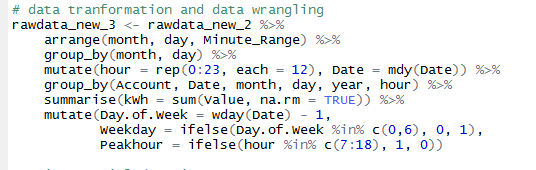 # data tranformation and data wrangling
rawdata_new_3 <- rawdata_new_2 %>%
    arrange(month, day, Minute_Range) %>%
    group_by(month, day) %>%
    mutate(hour = rep(0:23, each = 12), Date = mdy(Date)) %>%
    group_by(Account, Date, month, day, year, hour) %>%
    summarise(kWh = sum(Value, na.rm = TRUE)) %>%
    mutate(Day.of.Week = wday(Date) - 1,
           Weekday = ifelse(Day.of.Week %in% c(0,6), 0, 1),
           Peakhour = ifelse(hour %in% c(7:18), 1, 0))